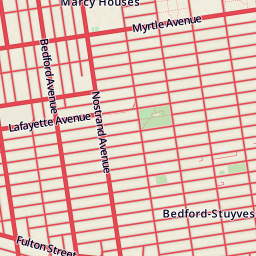 Marcy Houses
Myrtle Avenue
Bedford Avenue
Nostrand Avenue
Lafayette Avenue
Bedford-Stuyves
Fulton Street